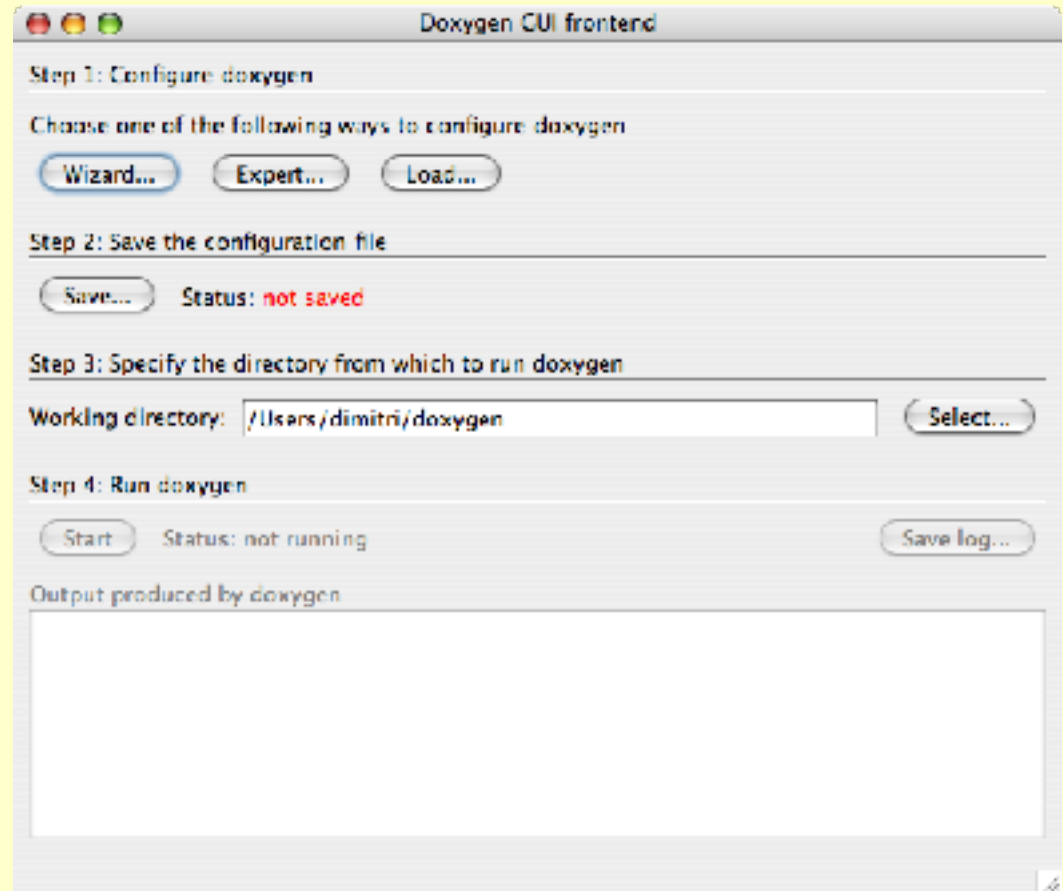 Doxygen GUI frontend
Step 1: Configure doxygen
Choose one of the following ways to configure doxygen
Wizard... Expert... Load...
Step 2: Save the configuration file
Save... Status: not saved
Step 3: Specify the directory from which to run doxygen
Working directory: /Users/dimitri/doxygen Select...
Step 4: Run doxygen
Start Status: not running Save log...
Output produced by doxygen